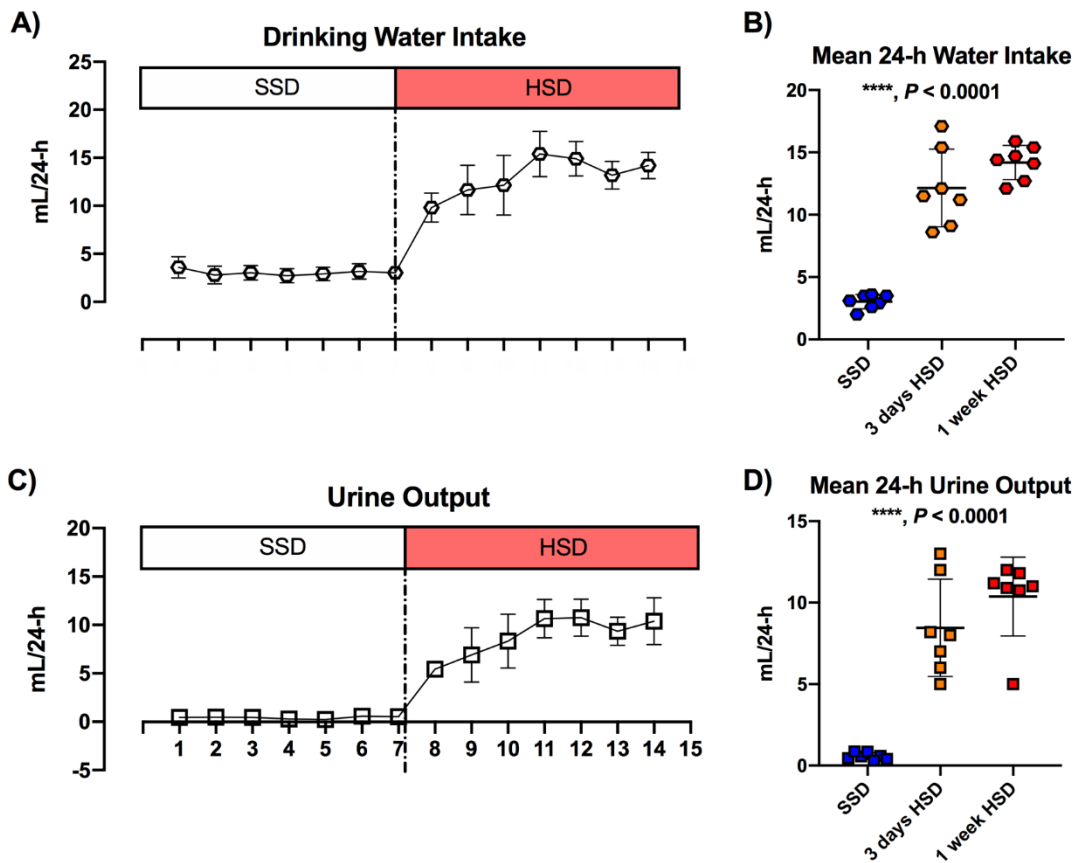 A)
Drinking Water Intake
25
20
15
10
5
0
mL/24-h
SSD
HSD
B)
Mean 24-h Water Intake
****, P < 0.0001
20
15
10
5
0
mL/24-h
SSD
3 days HSD
1 week HSD
C)
Urine Output
20
15
10
5
0
-5
mL/24-h
SSD
HSD
1 2 3 4 5 6 7 8 9 10 11 12 13 14 15
D)
Mean 24-h Urine Output
****, P < 0.0001
15
10
5
0
mL/24-h
SSD
3 days HSD
1 week HSD